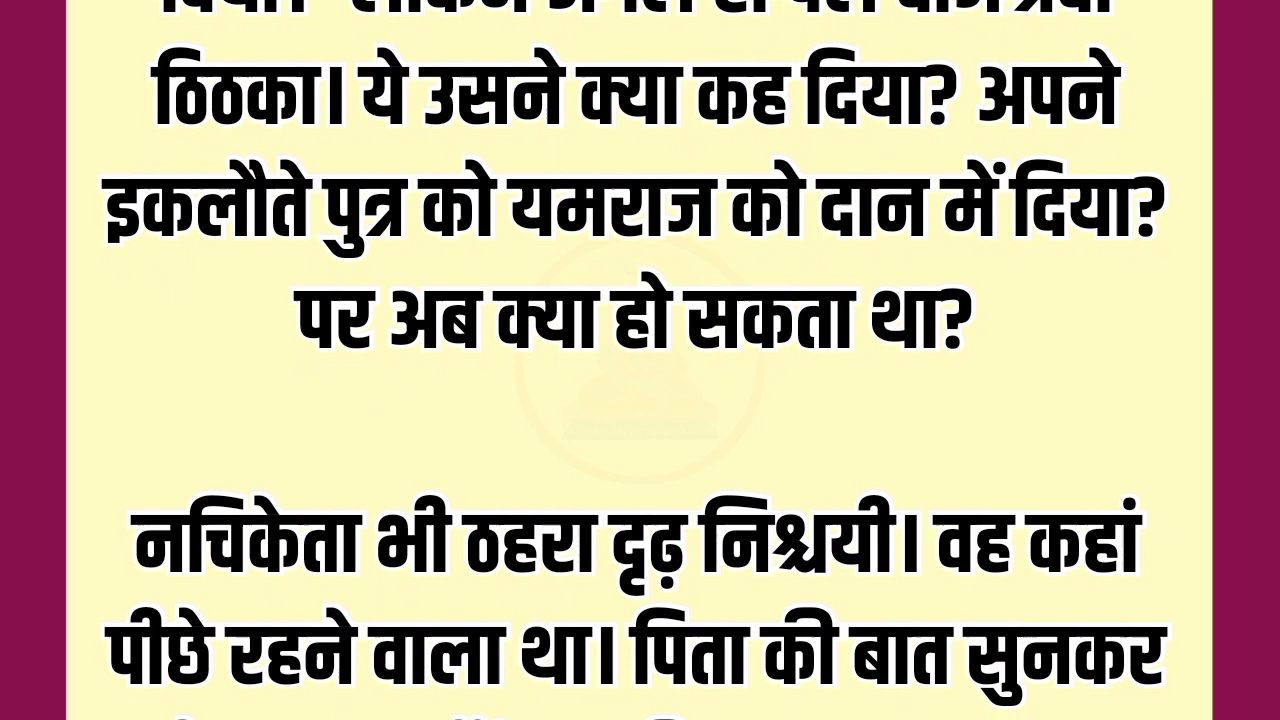 ठिठका। ये उसने क्या कह दिया? अपने
इकलौते पुत्र को यमराज को दान में दिया?
पर अब क्या हो सकता था?
नचिकेता भी ठहरा दृढ़ निश्चयी। वह कहां
पीछे रहने वाला था। पिता की बात सुनकर